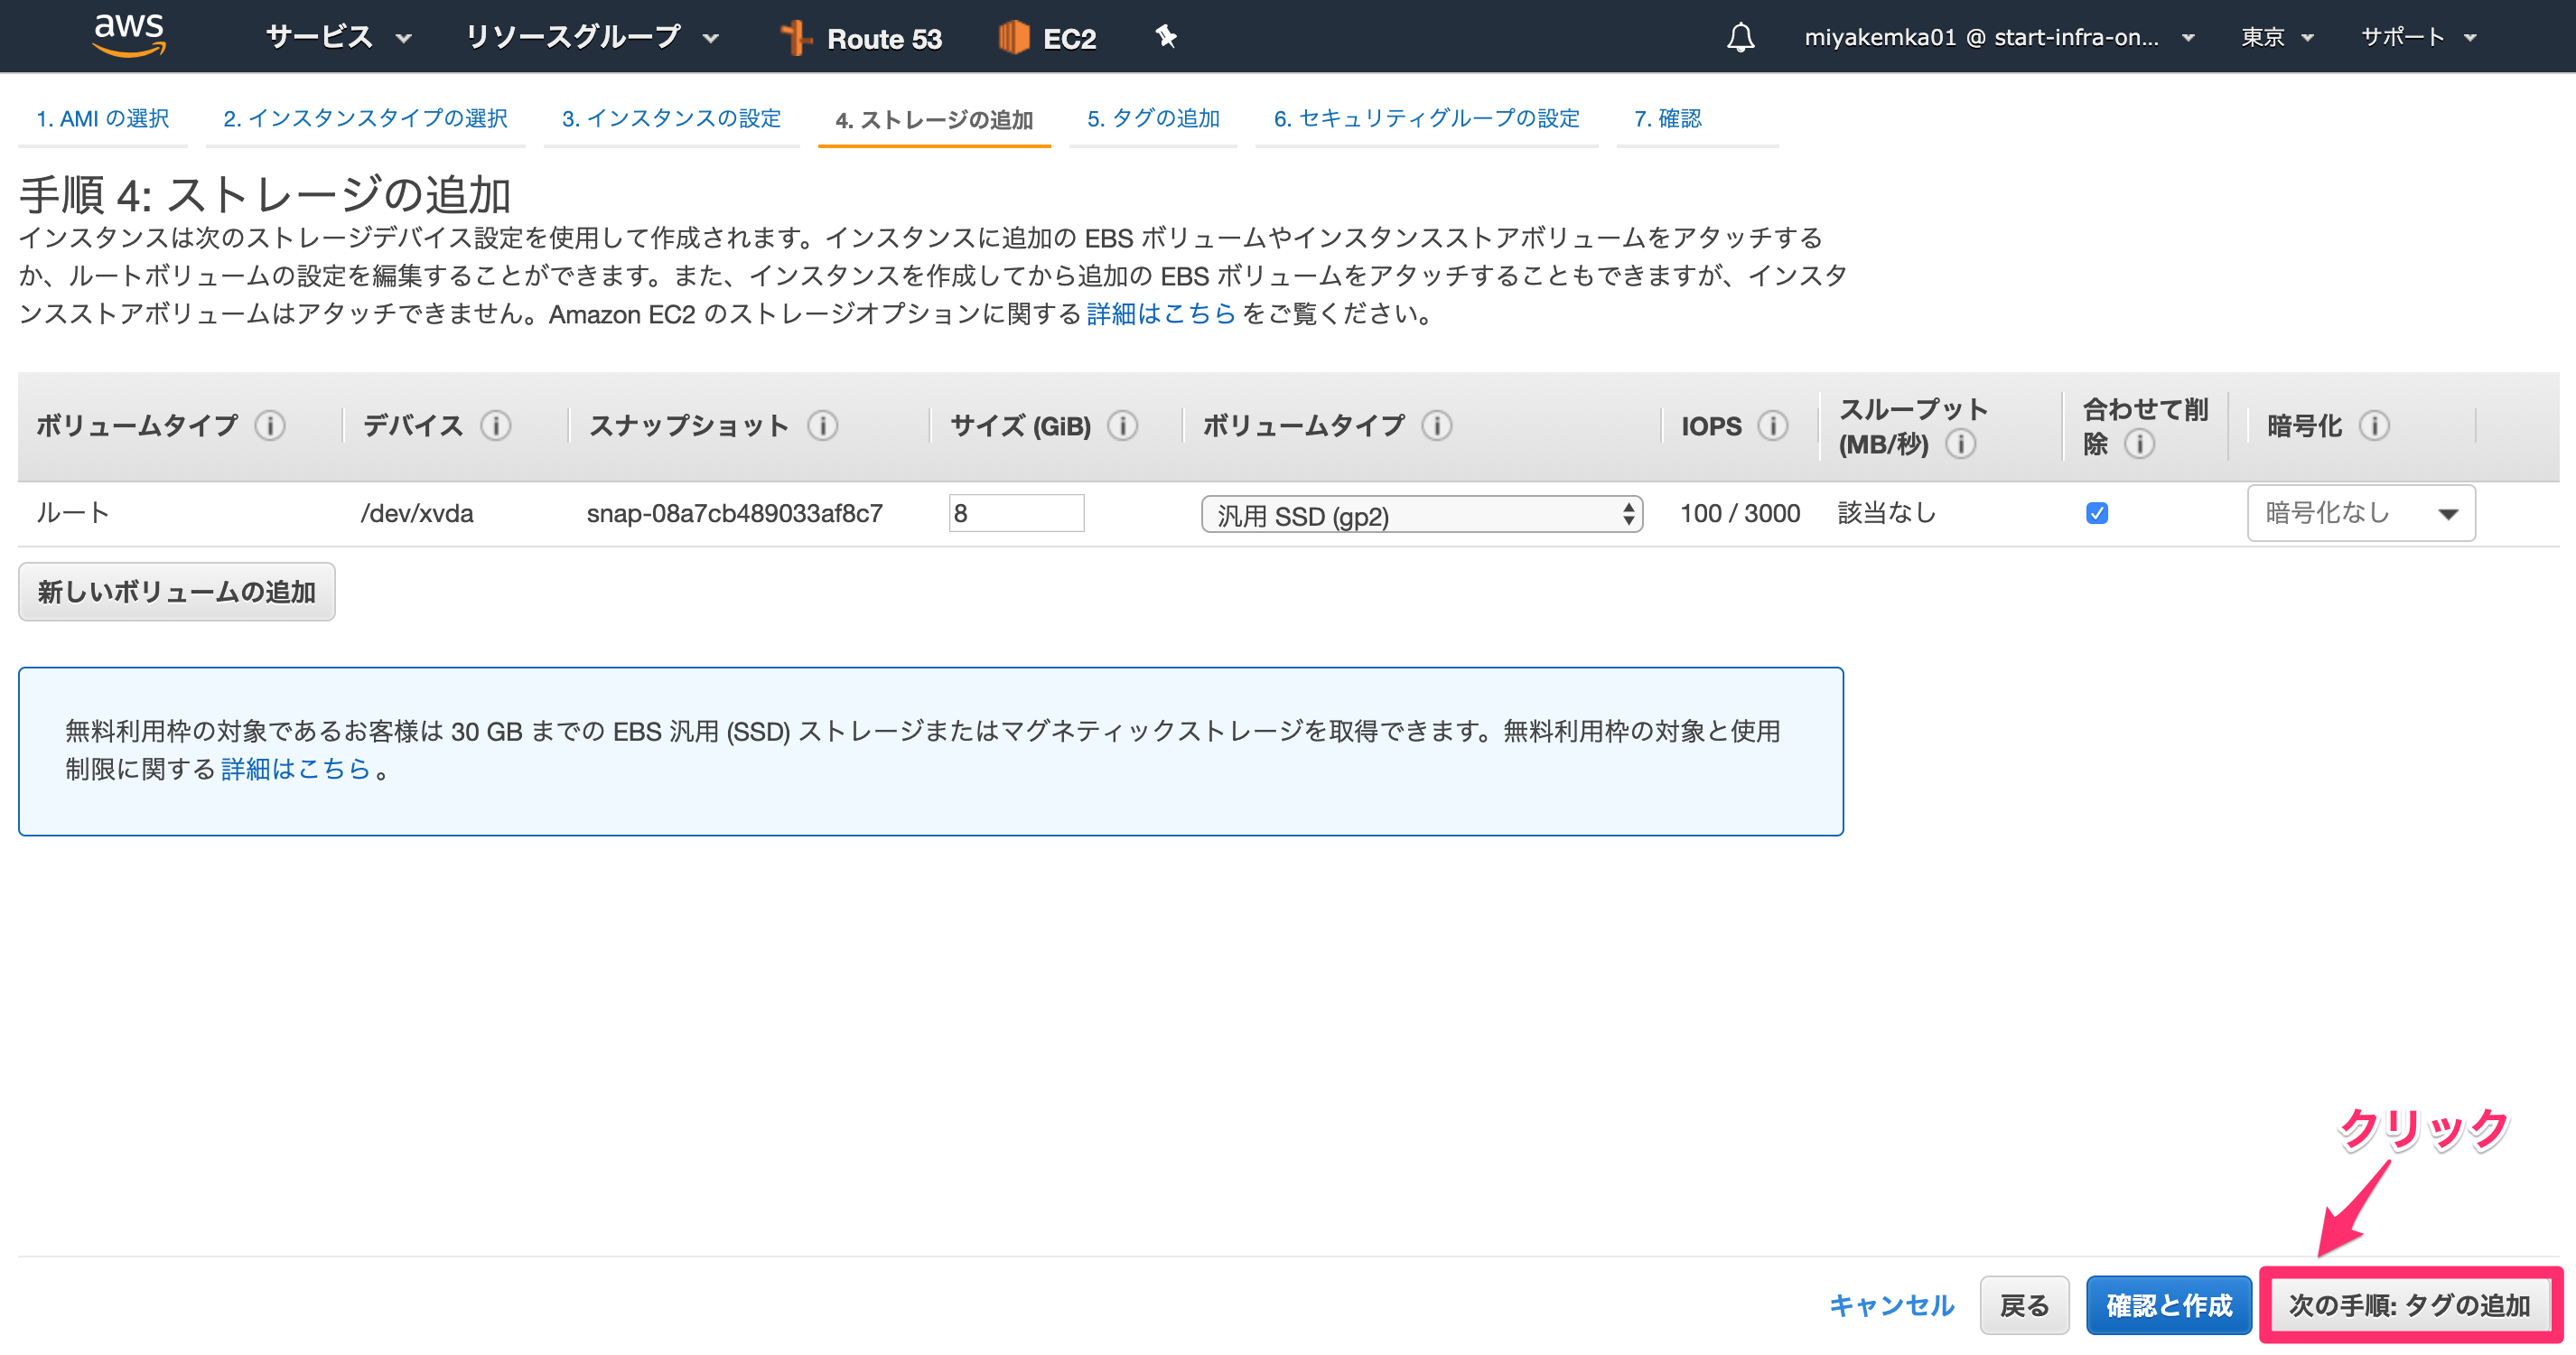 aws サービス リソースグループ Route 53 EC2 miyakemka01 @ start-infra-on... 東京 サポート
1. AMI の選択 2. インスタンスタイプの選択 3. インスタンスの設定 4. ストレージの追加 5. タグの追加 6. セキュリティグループの設定 7. 確認
手順 4: ストレージの追加
インスタンスは次のストレージデバイス設定を使用して作成されます。インスタンスに追加の EBS ボリュームやインスタンスストアボリュームをアタッチする
か、ルートボリュームの設定を編集することができます。また、インスタンスを作成してから追加の EBS ボリュームをアタッチすることもできますが、インスタ
ンスストアボリュームはアタッチできません。Amazon EC2 のストレージオプションに関する 詳細はこちら をご覧ください。
ボリュームタイプ デバイス スナップショット サイズ (GiB) ボリュームタイプ IOPS スループット (MB/秒) 合わせて削除 暗号化
ルート /dev/xvda snap-08a7cb489033af8c7 8 汎用 SSD (gp2) 100 / 3000 該当なし 暗号化なし
新しいボリュームの追加
無料利用枠の対象であるお客様は 30 GB までの EBS 汎用 (SSD) ストレージまたはマグネティックストレージを取得できます。無料利用枠の対象と使用
制限に関する 詳細はこちら 。
クリック
キャンセル 戻る 確認と作成 次の手順: タグの追加